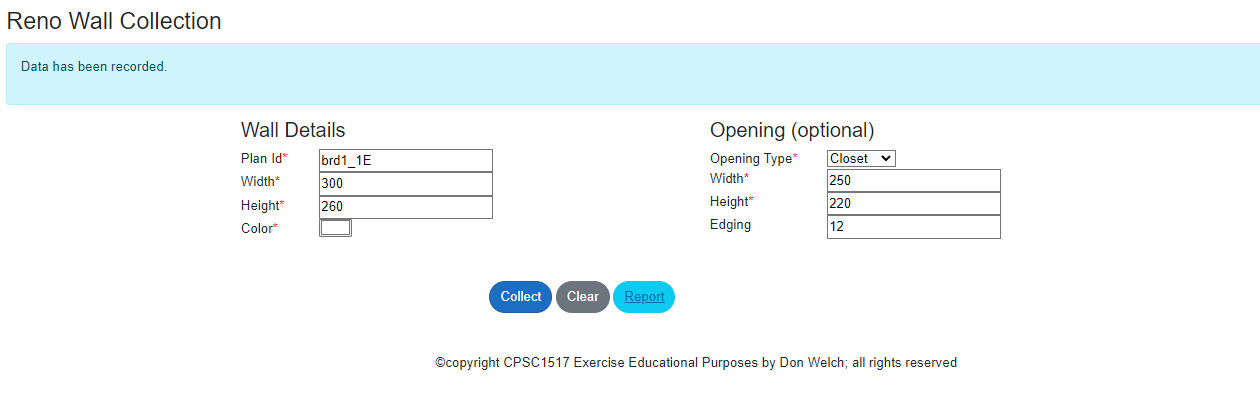 Reno Wall Collection
Data has been recorded.
Wall Details
Plan Id* brd1_1E
Width* 300
Height* 260
Color*
Opening (optional)
Opening Type* Closet
Width* 250
Height* 220
Edging 12
Collect Clear Report
©copyright CPSC1517 Exercise Educational Purposes by Don Welch; all rights reserved